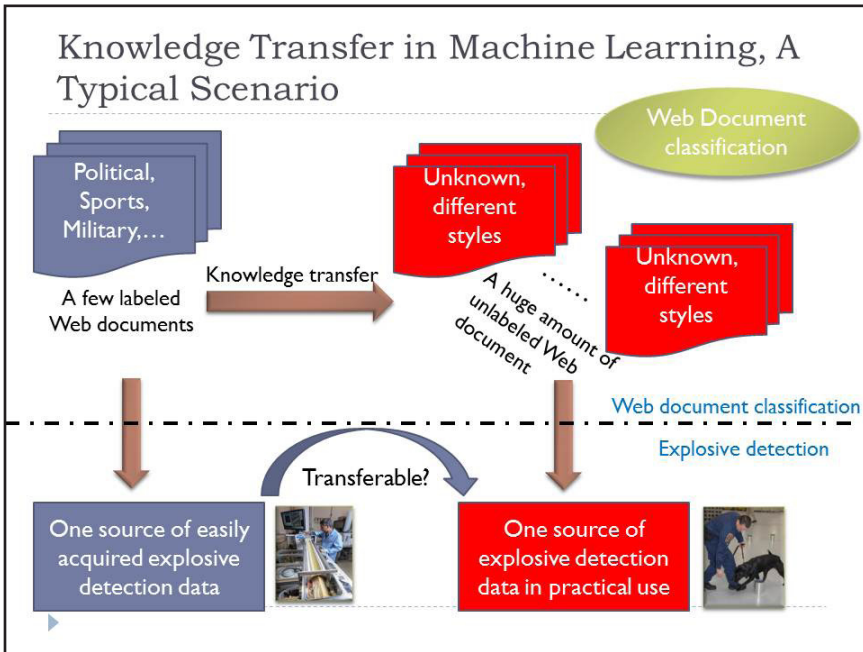 Knowledge Transfer in Machine Learning, A
Typical Scenario
Web Document
classification
Political,
Sports,
Military,...
Unknown,
different
styles
Knowledge transfer
A few labeled
Web documents
......
A huge amount of
unlabeled Web
document
Unknown,
different
styles
Web document classification
Explosive detection
Transferable?
One source of easily
acquired explosive
detection data
One source of
explosive detection
data in practical use